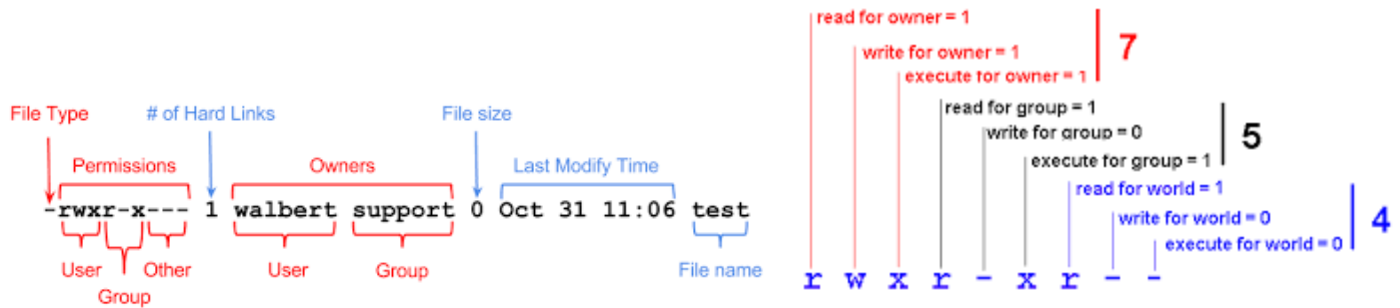 File Type
# of Hard Links
File size
Permissions
Owners
Last Modify Time
-rwxr-x--- 1 walbert support 0 Oct 31 11:06 test
User
Group
Other
User
Group
File name
read for owner = 1
write for owner = 1
execute for owner = 1
7
read for group = 1
write for group = 0
execute for group = 1
5
read for world = 1
write for world = 0
execute for world = 0
4
r w x r - x r - -